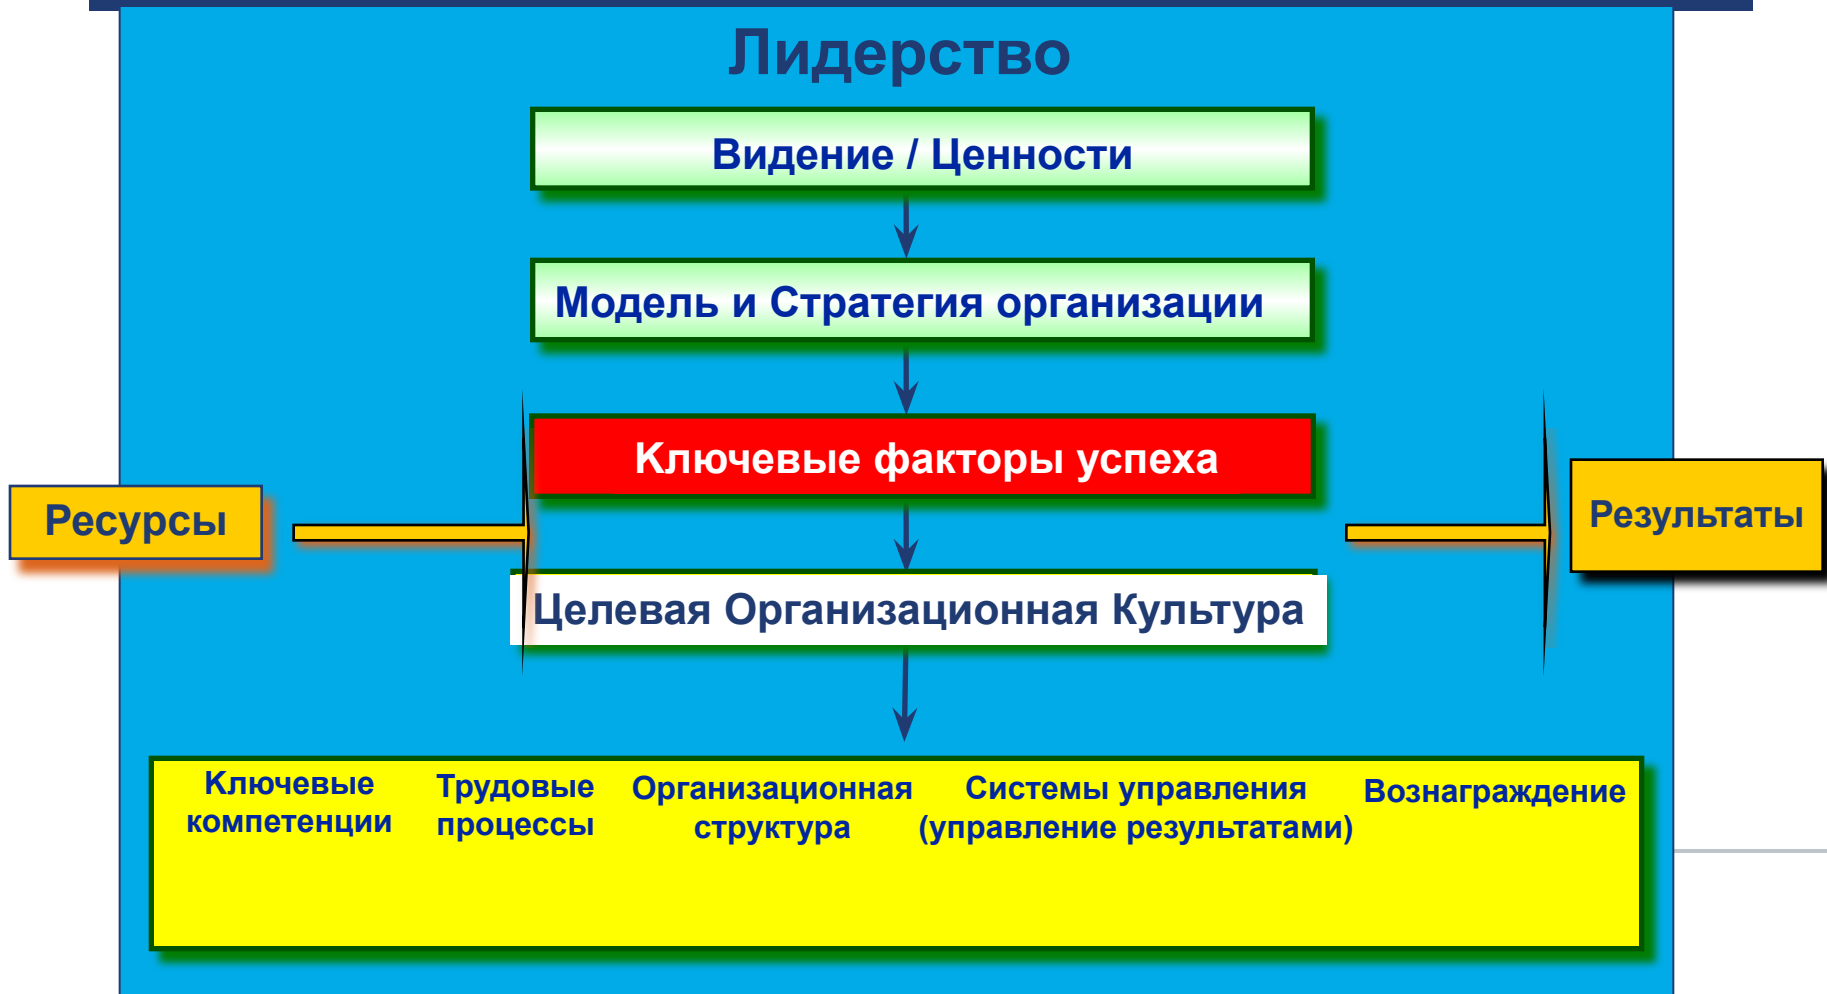 Лидерство
Видение / Ценности
Модель и Стратегия организации
Ключевые факторы успеха
Ресурсы
Результаты
Целевая Организационная Культура
Ключевые
компетенции
Трудовые
процессы
Организационная
структура
Системы управления
(управление результатами)
Вознаграждение